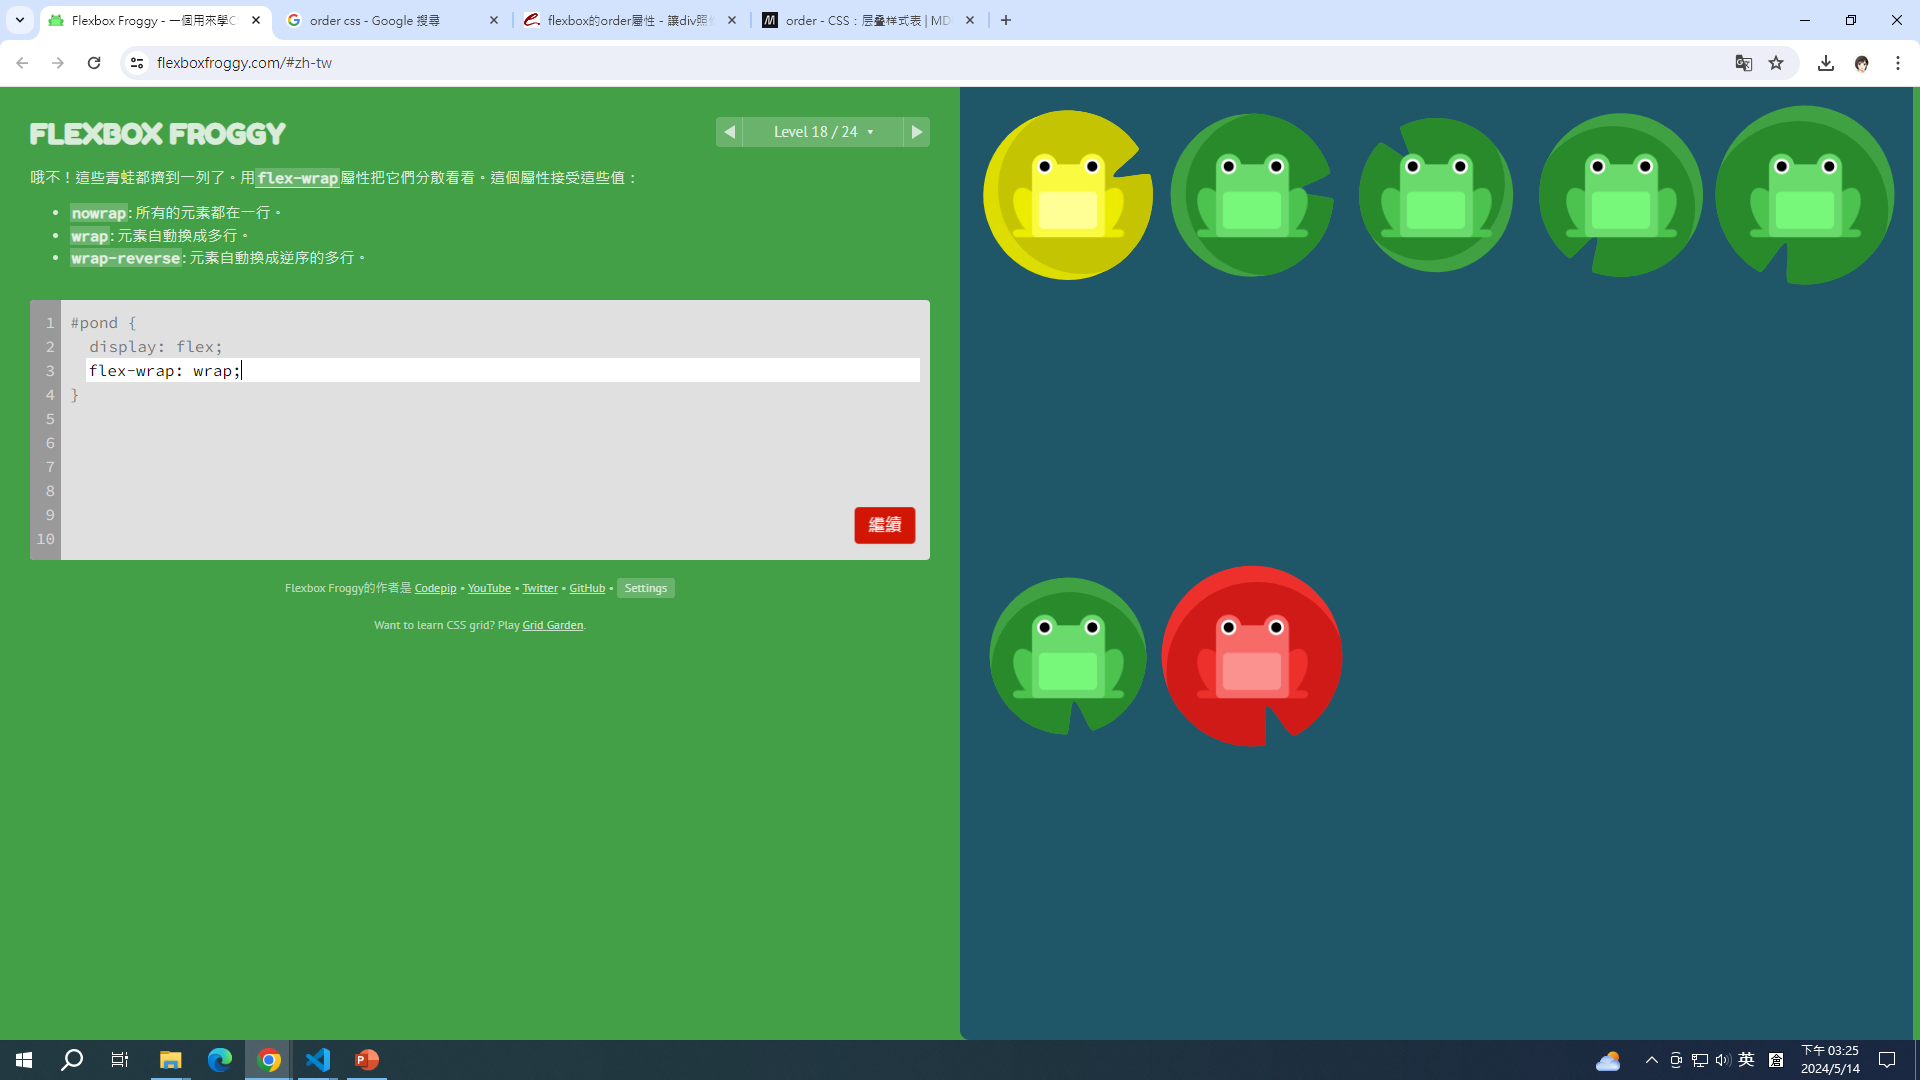 Flexbox Froggy - 一個用來學C
order css - Google 搜尋
flexbox的order屬性 - 讓div照
order - CSS：层叠样式表 | MD
flexboxfroggy.com/#zh-tw
FLEXBOX FROGGY
Level 18 / 24 ▼
哦不！這些青蛙都擠到一列了。用flex-wrap屬性把它們分散看看。這個屬性接受這些值：
• nowrap: 所有的元素都在一行。
• wrap: 元素自動換成多行。
• wrap-reverse: 元素自動換成逆序的多行。
1 #pond {
2 display: flex;
3 flex-wrap: wrap;
4 }
5
6
7
8
9
10
繼續
Flexbox Froggy的作者是 Codepip • YouTube • Twitter • GitHub • Settings
Want to learn CSS grid? Play Grid Garden.
英
倉
下午 03:25
2024/5/14